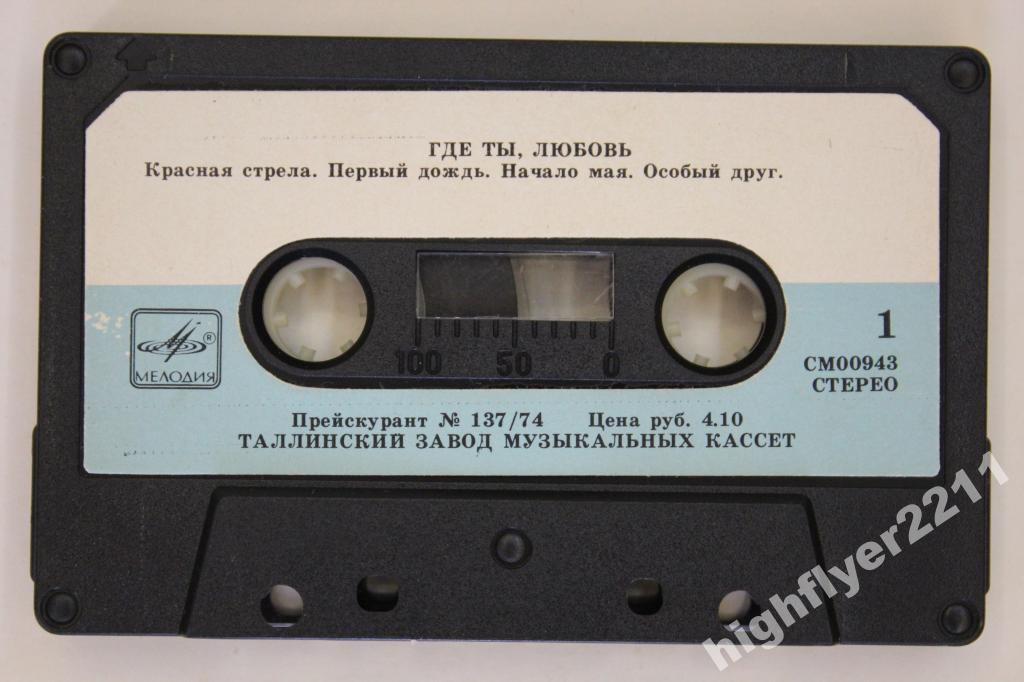 ГДЕ ТЫ, ЛЮБОВЬ
Красная стрела. Первый дождь. Начало мая. Особый друг.
МЕЛОДИЯ ®
100 50 0
1
СМ00943
СТЕРЕО
Прейскурант № 137/74 Цена руб. 4.10
ТАЛЛИНСКИЙ ЗАВОД МУЗЫКАЛЬНЫХ КАССЕТ
highflyer2211